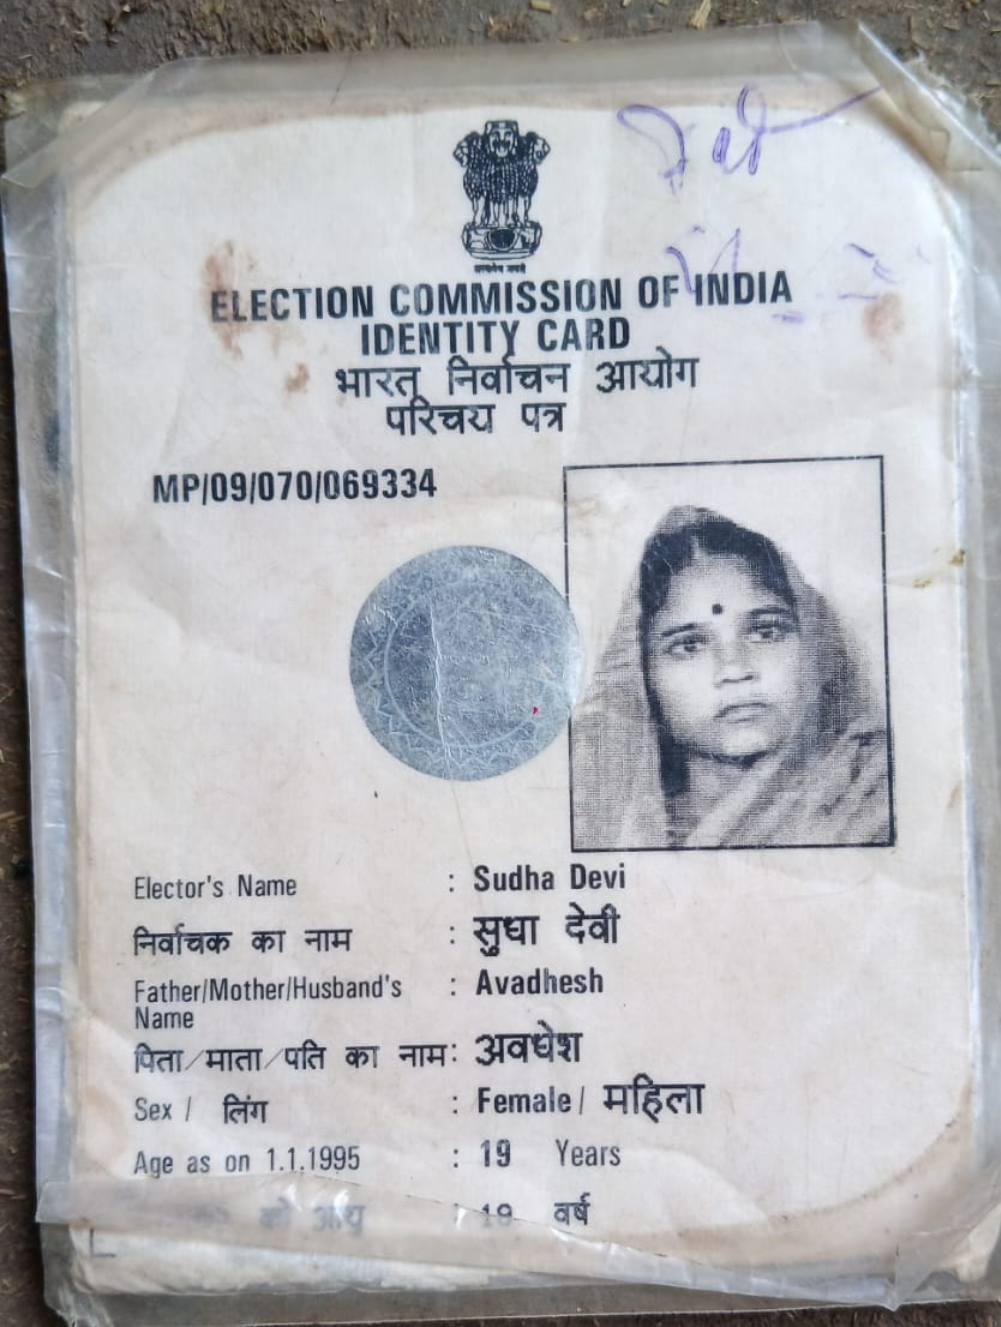 ELECTION COMMISSION OF INDIA
IDENTITY CARD
भारत निर्वाचन आयोग
परिचय पत्र
MP/09/070/069334
Elector's Name : Sudha Devi
निर्वाचक का नाम : सुधा देवी
Father/Mother/Husband's Name : Avadhesh
पिता/माता/पति का नाम : अवधेश
Sex / लिंग : Female / महिला
Age as on 1.1.1995 : 19 Years
को आयु : 19 वर्ष